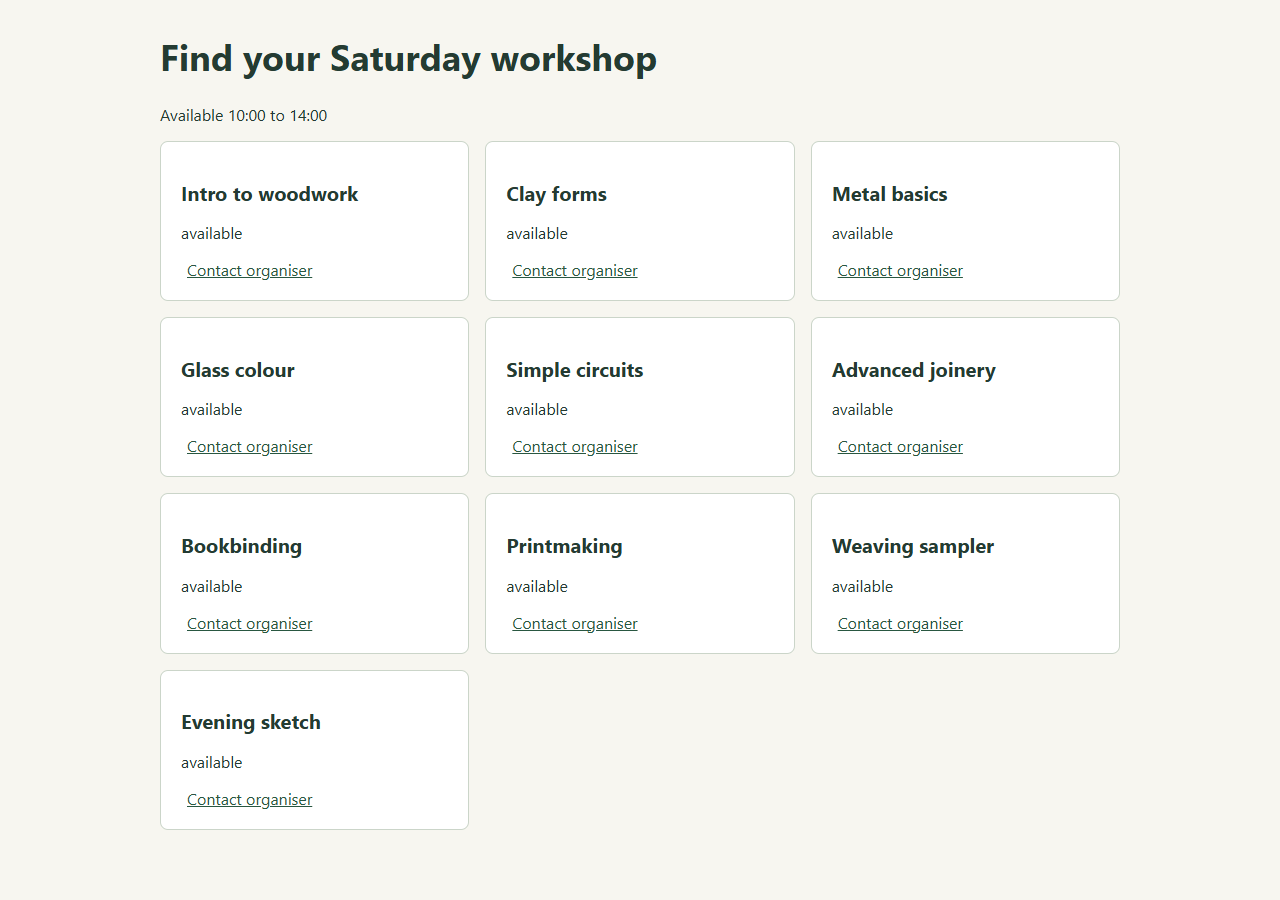 Find your Saturday workshop
Available 10:00 to 14:00
Intro to woodwork
available
Contact organiser
Clay forms
available
Contact organiser
Metal basics
available
Contact organiser
Glass colour
available
Contact organiser
Simple circuits
available
Contact organiser
Advanced joinery
available
Contact organiser
Bookbinding
available
Contact organiser
Printmaking
available
Contact organiser
Weaving sampler
available
Contact organiser
Evening sketch
available
Contact organiser